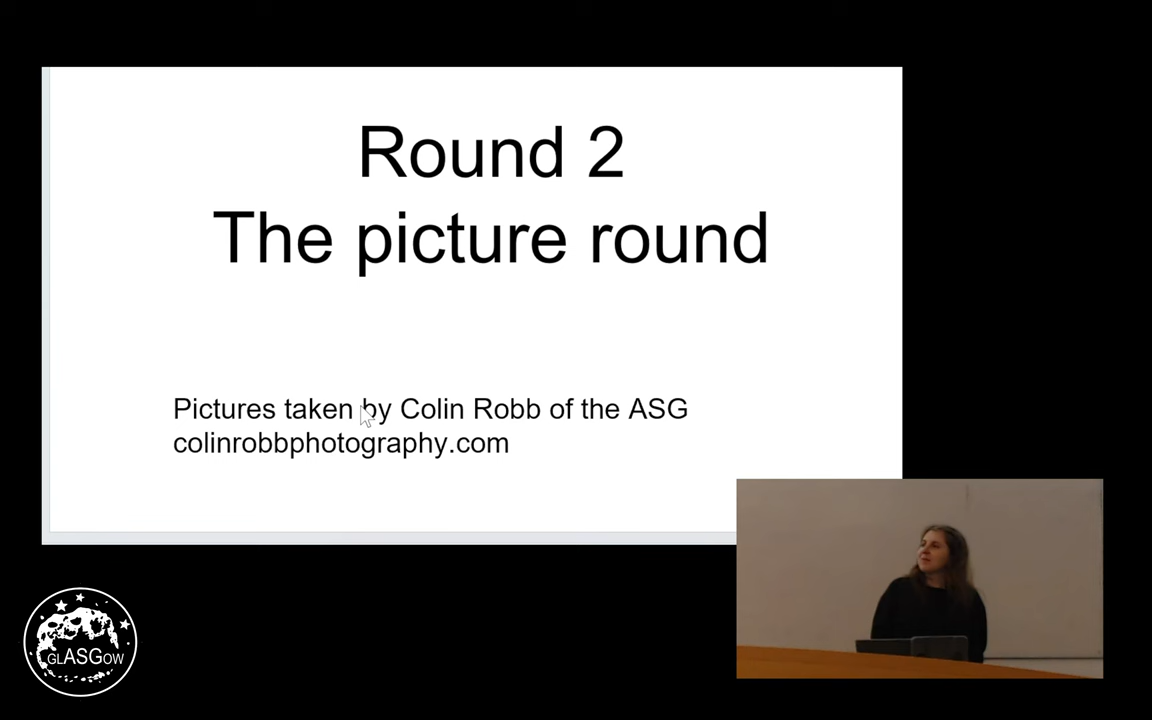 Round 2
The picture round
Pictures taken by Colin Robb of the ASG
colinrobbphotography.com
GLASGOW